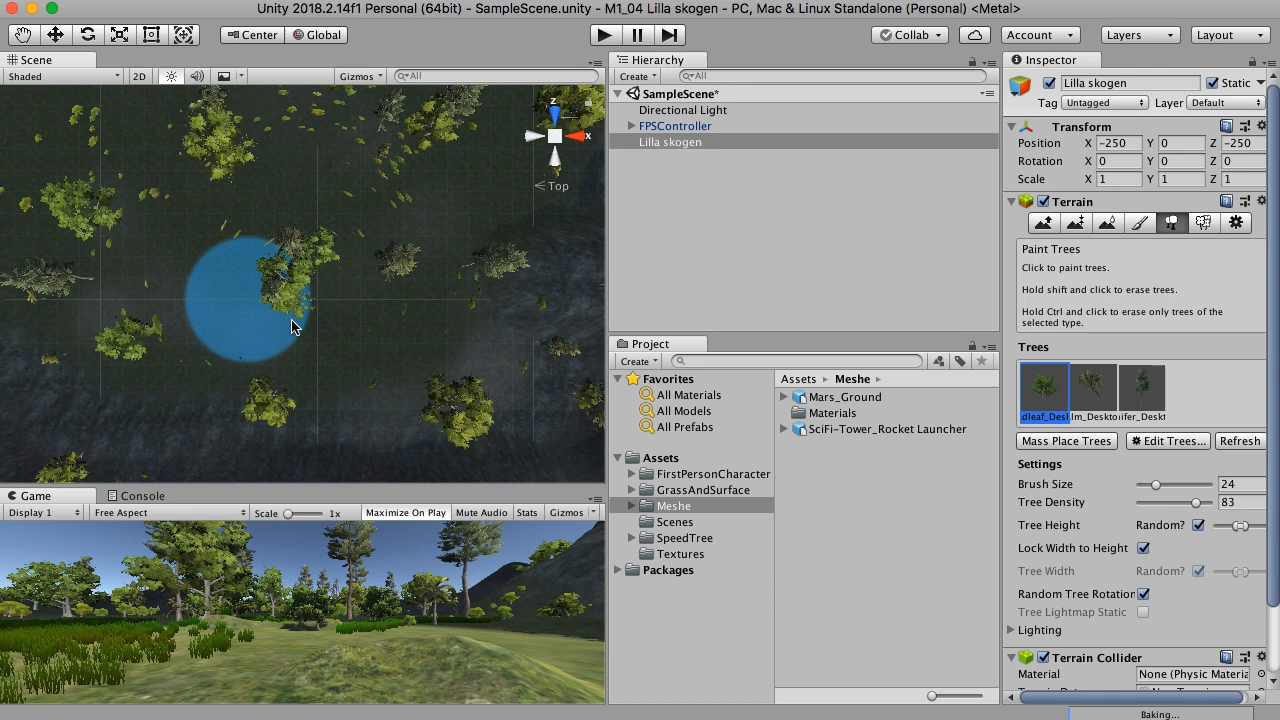 Unity 2018.2.14f1 Personal (64bit) - SampleScene.unity - M1_04 Lilla skogen - PC, Mac & Linux Standalone (Personal) <Metal>
Center Global Collab Account Layers Layout
Scene
Shaded 2D Gizmos All
z
x
Top
Game Console
Display 1 Free Aspect Scale 1x Maximize On Play Mute Audio Stats Gizmos
Hierarchy
Create All
SampleScene*
Directional Light
FPSController
Lilla skogen
Project
Create
Favorites
All Materials
All Models
All Prefabs
Assets
FirstPersonCharacter
GrassAndSurface
Meshe
Scenes
SpeedTree
Textures
Packages
Assets Meshe
Mars_Ground
Materials
SciFi-Tower_Rocket Launcher
Inspector
Lilla skogen Static
Tag Untagged Layer Default
Transform
Position X -250 Y 0 Z -250
Rotation X 0 Y 0 Z 0
Scale X 1 Y 1 Z 1
Terrain
Paint Trees
Click to paint trees.
Hold shift and click to erase trees.
Hold Ctrl and click to erase only trees of the
selected type.
Trees
dleaf_Desl lm_Deskto ifer_Deskt
Mass Place Trees Edit Trees... Refresh
Settings
Brush Size 24
Tree Density 83
Tree Height Random?
Lock Width to Height
Tree Width Random?
Random Tree Rotation
Tree Lightmap Static
Lighting
Terrain Collider
Material None (Physic Materia
Baking...